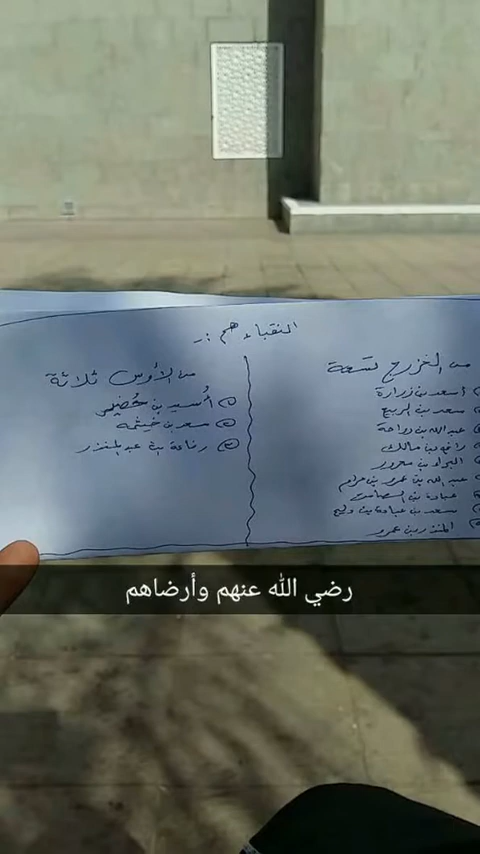 النقباء هم :-
من الخزرج تسعة
أسعد بن زرارة
سعد بن الربيع
عبد الله بن رواحة
رافع بن مالك
البراء بن معرور
عبد الله بن عمرو بن حرام
عبادة بن الصامت
سعد بن عبادة بن دليم
المنذر بن عمرو
من الأوس ثلاثة
أُسيد بن حُضير
سعد بن خيثمة
رفاعة بن عبد المنذر
رضي الله عنهم وأرضاهم